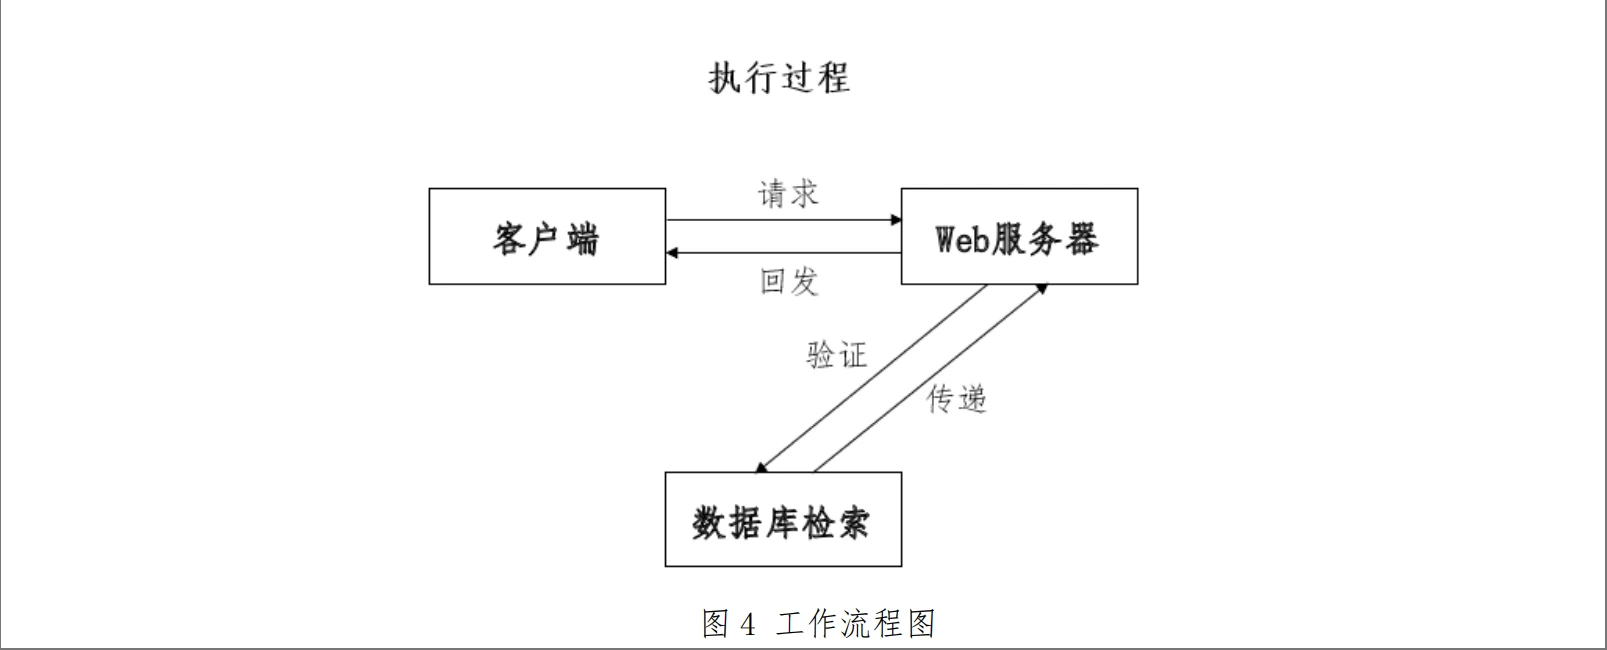 执行过程
请求
客户端
Web服务器
回发
验证
传递
数据库检索
图 4 工作流程图